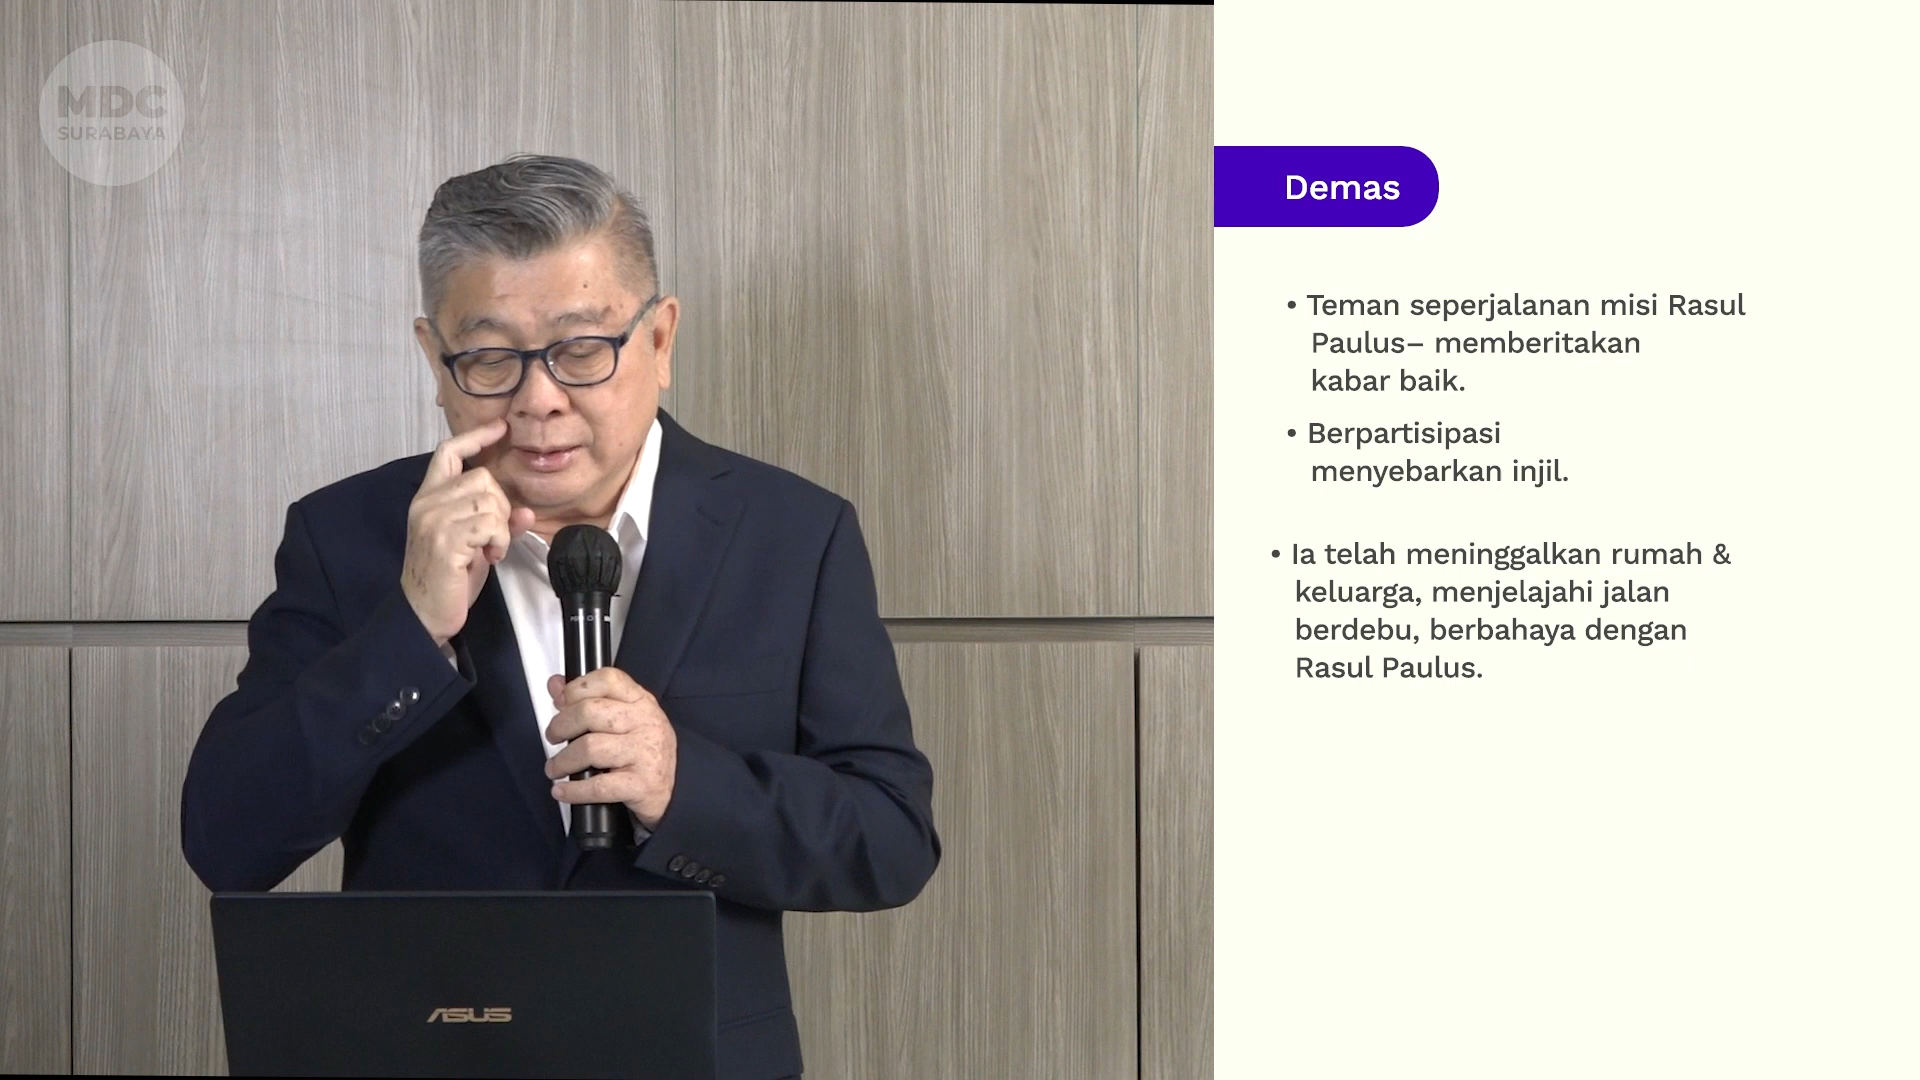 MDC
SURABAYA
Demas
• Teman seperjalanan misi Rasul
Paulus– memberitakan
kabar baik.
• Berpartisipasi
menyebarkan injil.
• Ia telah meninggalkan rumah &
keluarga, menjelajahi jalan
berdebu, berbahaya dengan
Rasul Paulus.
ASUS